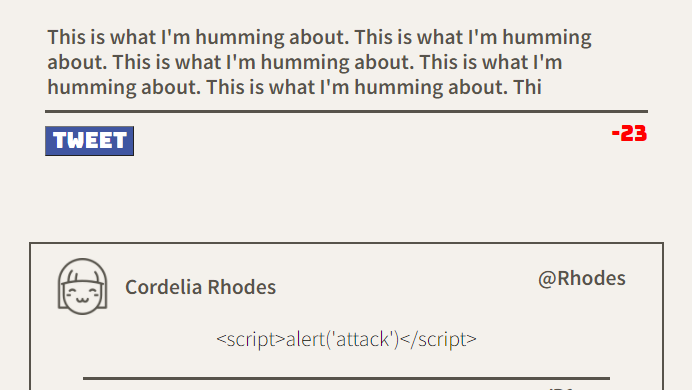 This is what I'm humming about. This is what I'm humming
about. This is what I'm humming about. This is what I'm
humming about. This is what I'm humming about. Thi
TWEET
-23
Cordelia Rhodes
@Rhodes
<script>alert('attack')</script>